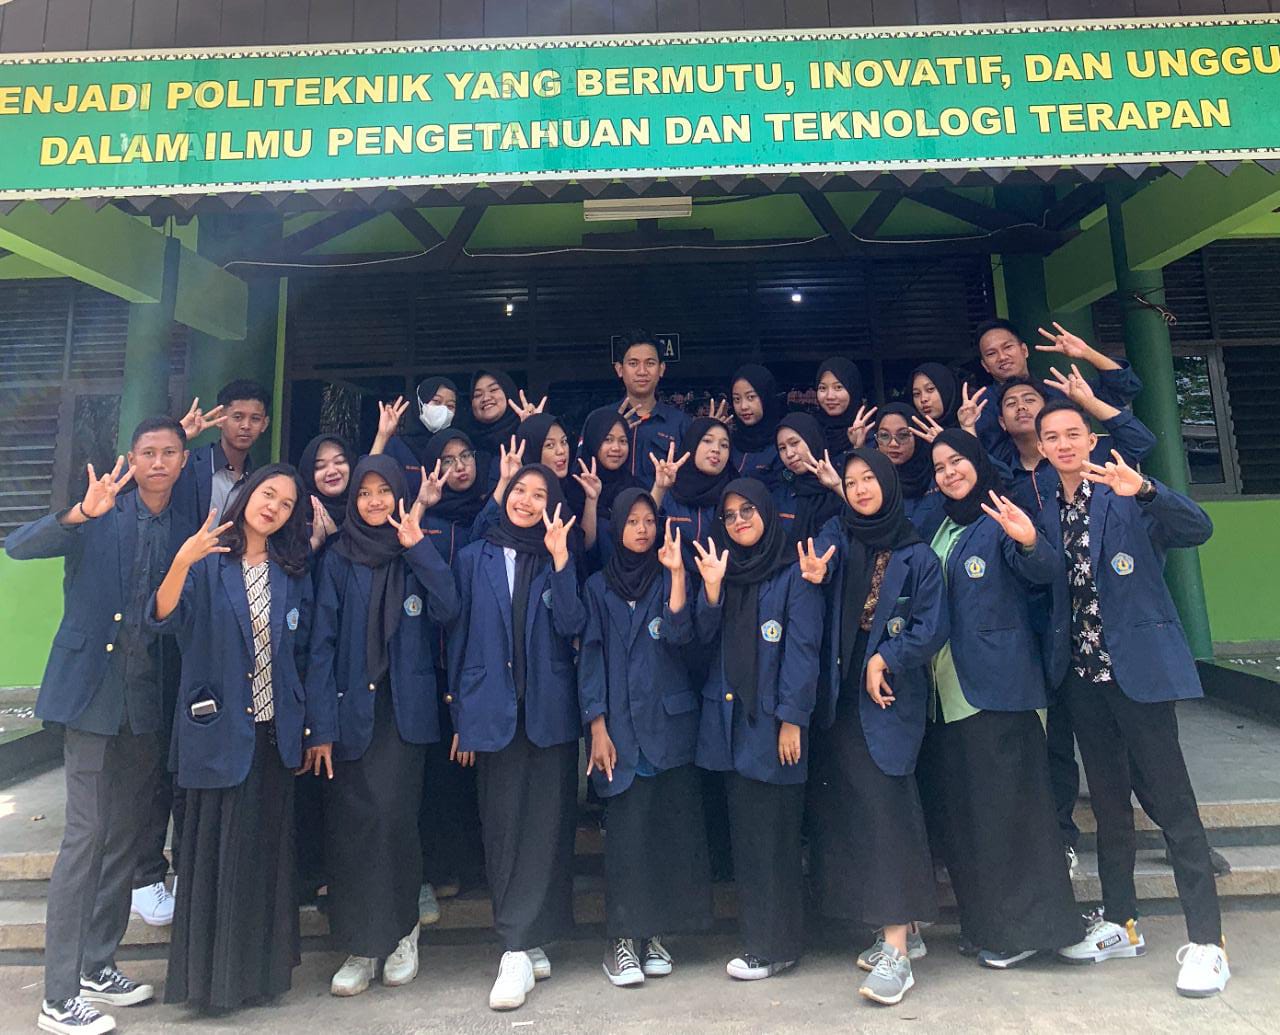 ENJADI POLITEKNIK YANG BERMUTU, INOVATIF, DAN UNGGU
DALAM ILMU PENGETAHUAN DAN TEKNOLOGI TERAPAN